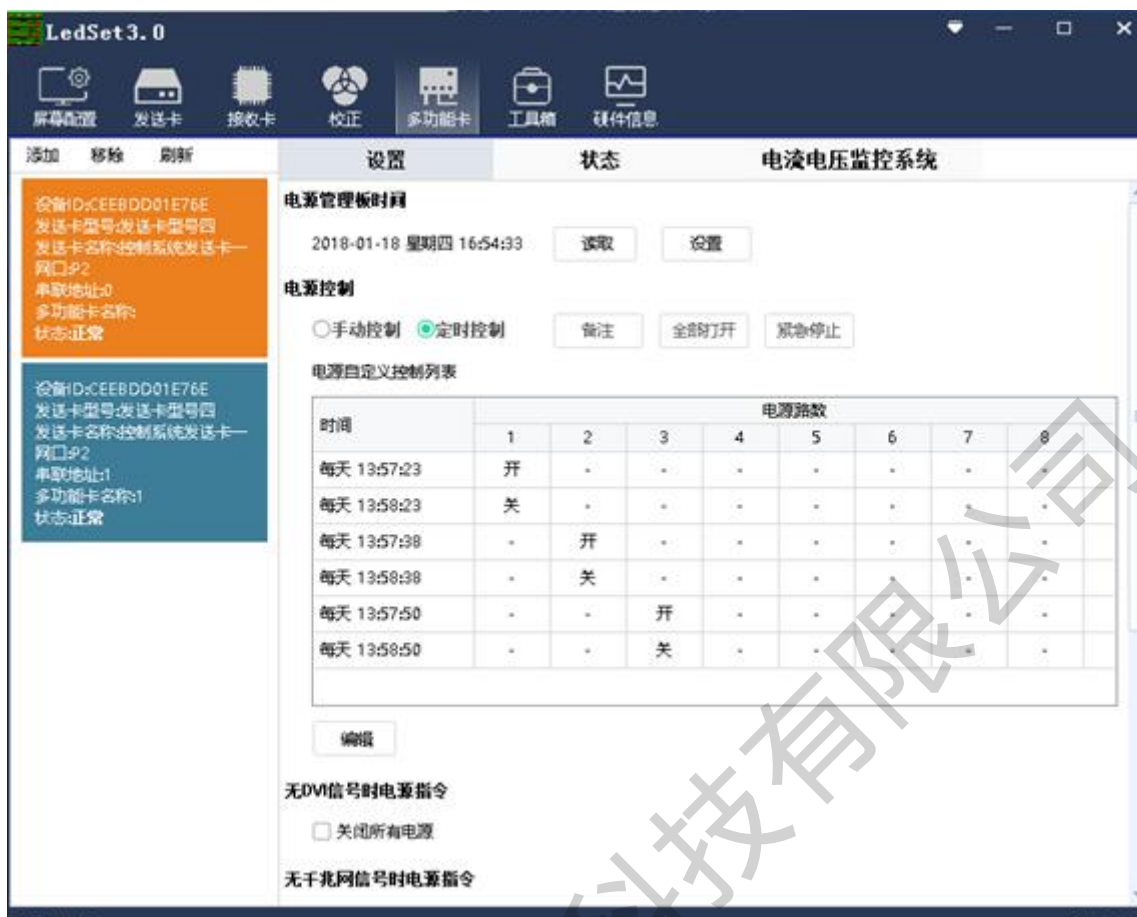 LedSet3.0
屏幕配置 发送卡 接收卡 校正 多功能卡 工具箱 硬件信息
添加 移除 刷新
设置 状态 电流电压监控系统
设备ID:CEEBDD01E76E
发送卡型号:发送卡型号四
发送卡名称:控制系统发送卡一
网口:P2
串联地址:0
多功能卡名称:
状态:正常
设备ID:CEEBDD01E76E
发送卡型号:发送卡型号四
发送卡名称:控制系统发送卡一
网口:P2
串联地址:1
多功能卡名称:1
状态:正常
电源管理板时间
2018-01-18 星期四 16:54:33 读取 设置
电源控制
手动控制 定时控制 备注 全部打开 紧急停止
电源自定义控制列表
时间 电源路数
1 2 3 4 5 6 7 8
每天 13:57:23 开 - - - - - - -
每天 13:58:23 关 - - - - - - -
每天 13:57:38 - 开 - - - - - -
每天 13:58:38 - 关 - - - - - -
每天 13:57:50 - - 开 - - - - -
每天 13:58:50 - - 关 - - - - -
编辑
无DVI信号时电源指令
关闭所有电源
无千兆网信号时电源指令
科技有限公司